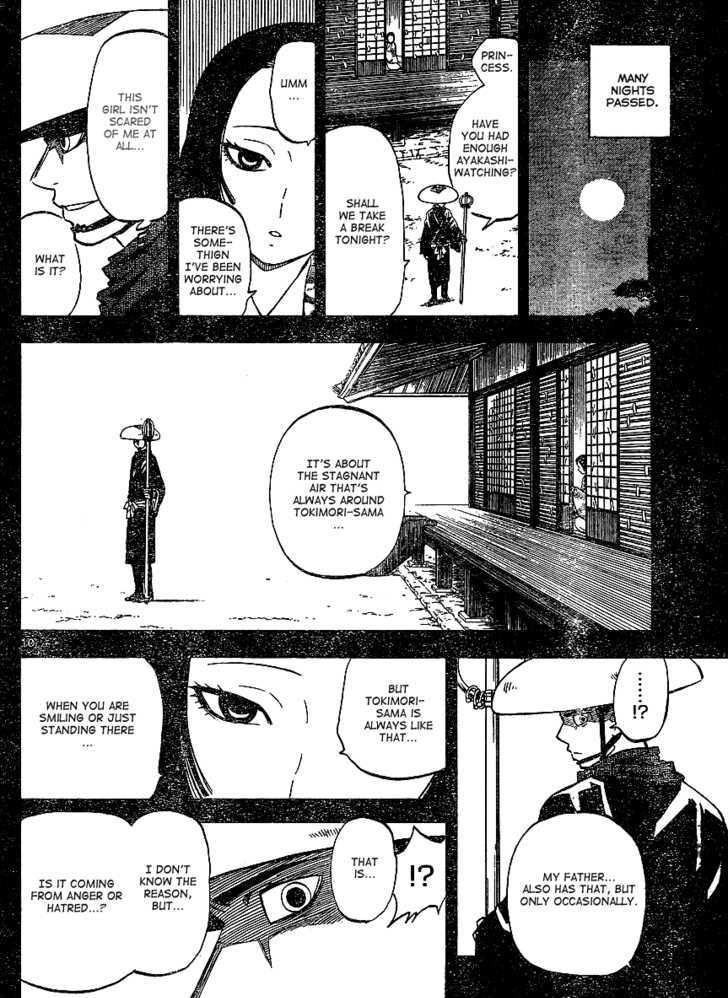 MANY
NIGHTS
PASSED.
PRIN-
CESS.
HAVE
YOU HAD
ENOUGH
AYAKASHI-
WATCHING?
SHALL
WE TAKE
A BREAK
TONIGHT?
UMM
...
THERE'S
SOME-
THIGN
I'VE BEEN
WORRYING
ABOUT...
THIS
GIRL ISN'T
SCARED
OF ME AT
ALL...
WHAT
IS IT?
IT'S ABOUT
THE STAGNANT
AIR THAT'S
ALWAYS AROUND
TOKIMORI-SAMA
...
......
!?
MY FATHER...
ALSO HAS THAT, BUT
ONLY OCCASIONALLY.
BUT
TOKIMORI-
SAMA IS
ALWAYS LIKE
THAT...
WHEN YOU ARE
SMILING OR JUST
STANDING THERE
...
!?
THAT
IS...
I DON'T
KNOW THE
REASON,
BUT...
IS IT COMING
FROM ANGER OR
HATRED...?